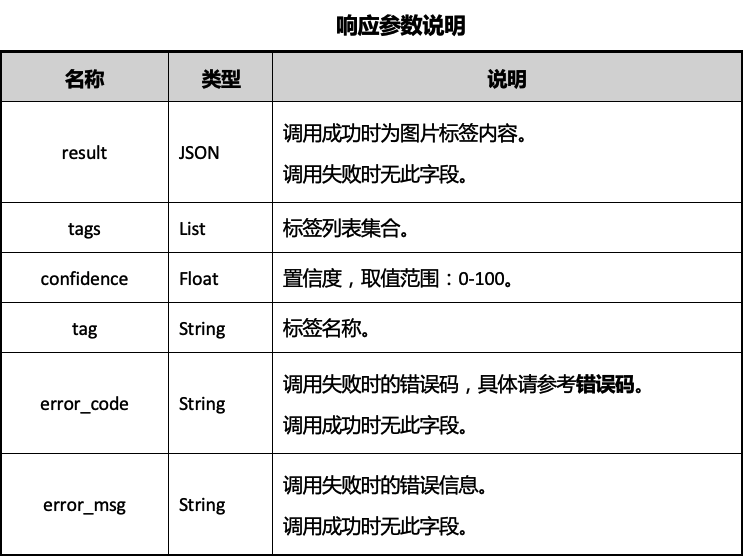 响应参数说明
名称 类型 说明
result JSON 调用成功时为图片标签内容。
调用失败时无此字段。
tags List 标签列表集合。
confidence Float 置信度，取值范围：0-100。
tag String 标签名称。
error_code String 调用失败时的错误码，具体请参考错误码。
调用成功时无此字段。
error_msg String 调用失败时的错误信息。
调用成功时无此字段。